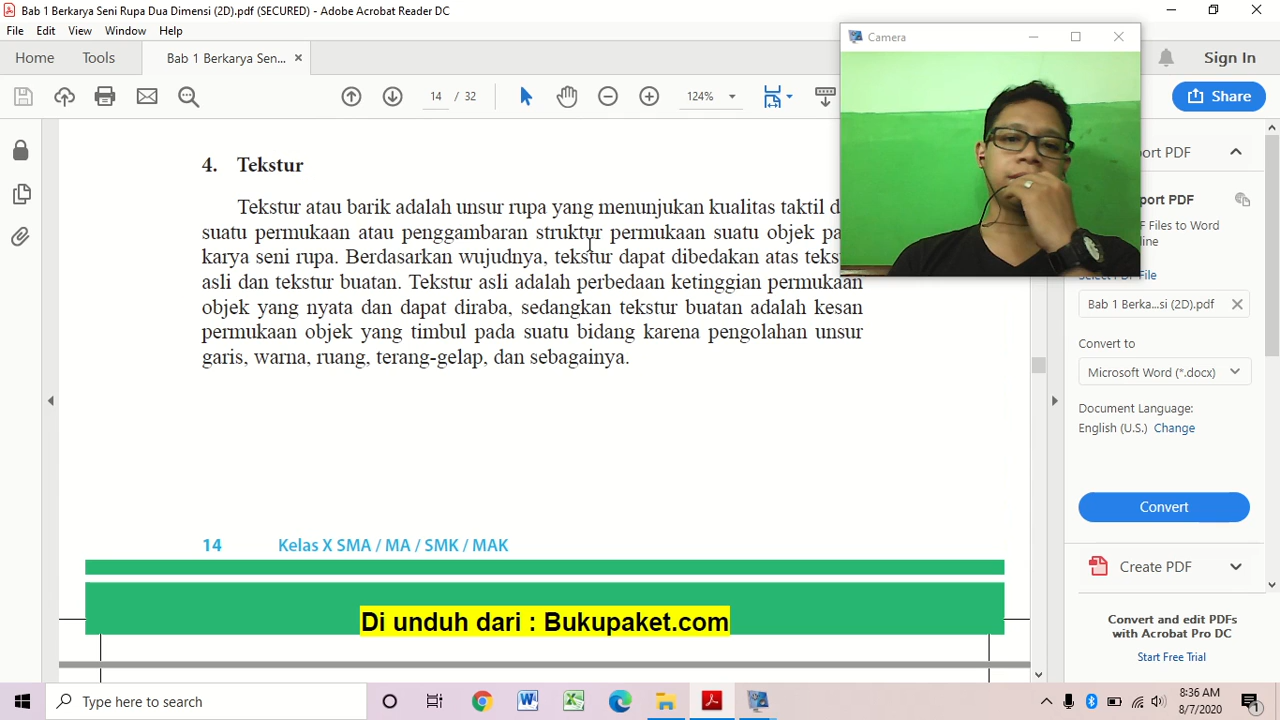 Bab 1 Berkarya Seni Rupa Dua Dimensi (2D).pdf (SECURED) - Adobe Acrobat Reader DC
File Edit View Window Help
Home Tools Bab 1 Berkarya Sen... Sign In
Camera
14 / 32 124% Share
4. Tekstur
Tekstur atau barik adalah unsur rupa yang menunjukan kualitas taktil
suatu permukaan atau penggambaran struktur permukaan suatu objek
karya seni rupa. Berdasarkan wujudnya, tekstur dapat dibedakan atas
asli dan tekstur buatan. Tekstur asli adalah perbedaan ketinggian permukaan
objek yang nyata dan dapat diraba, sedangkan tekstur buatan adalah kesan
permukaan objek yang timbul pada suatu bidang karena pengolahan unsur
garis, warna, ruang, terang-gelap, dan sebagainya.
14 Kelas X SMA / MA / SMK / MAK
Di unduh dari : Bukupaket.com
PDF
PDF
Files to Word
PDF File
Bab 1 Berka...si (2D).pdf
Convert to
Microsoft Word (*.docx)
Document Language:
English (U.S.) Change
Convert
Create PDF
Convert and edit PDFs
with Acrobat Pro DC
Start Free Trial
Type here to search
8:36 AM
8/7/2020